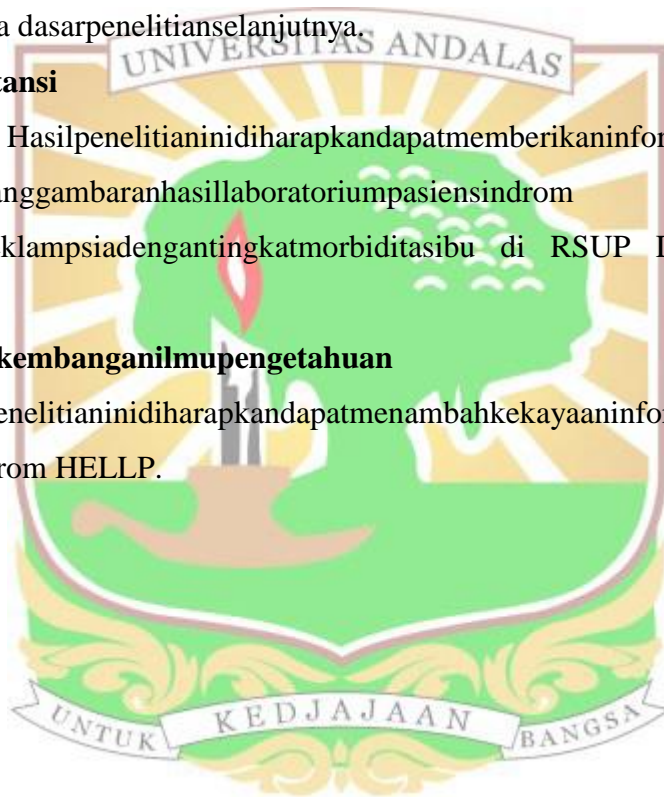 a dasarpenelitianselanjutnya.
UNIVERSITAS ANDALAS
tansi
Hasilpenelitianinidiharapkandapatmemberikaninfor
anggambaranhasillaboratoriumpasiensindrom
klampsiadengantingkatmorbiditasibu di RSUP
kembanganilmupengetahuan
enelitianinidiharapkandapatmenambahkekayaaninfor
rom HELLP.
UNTUK KEDJAJAAN BANGSA